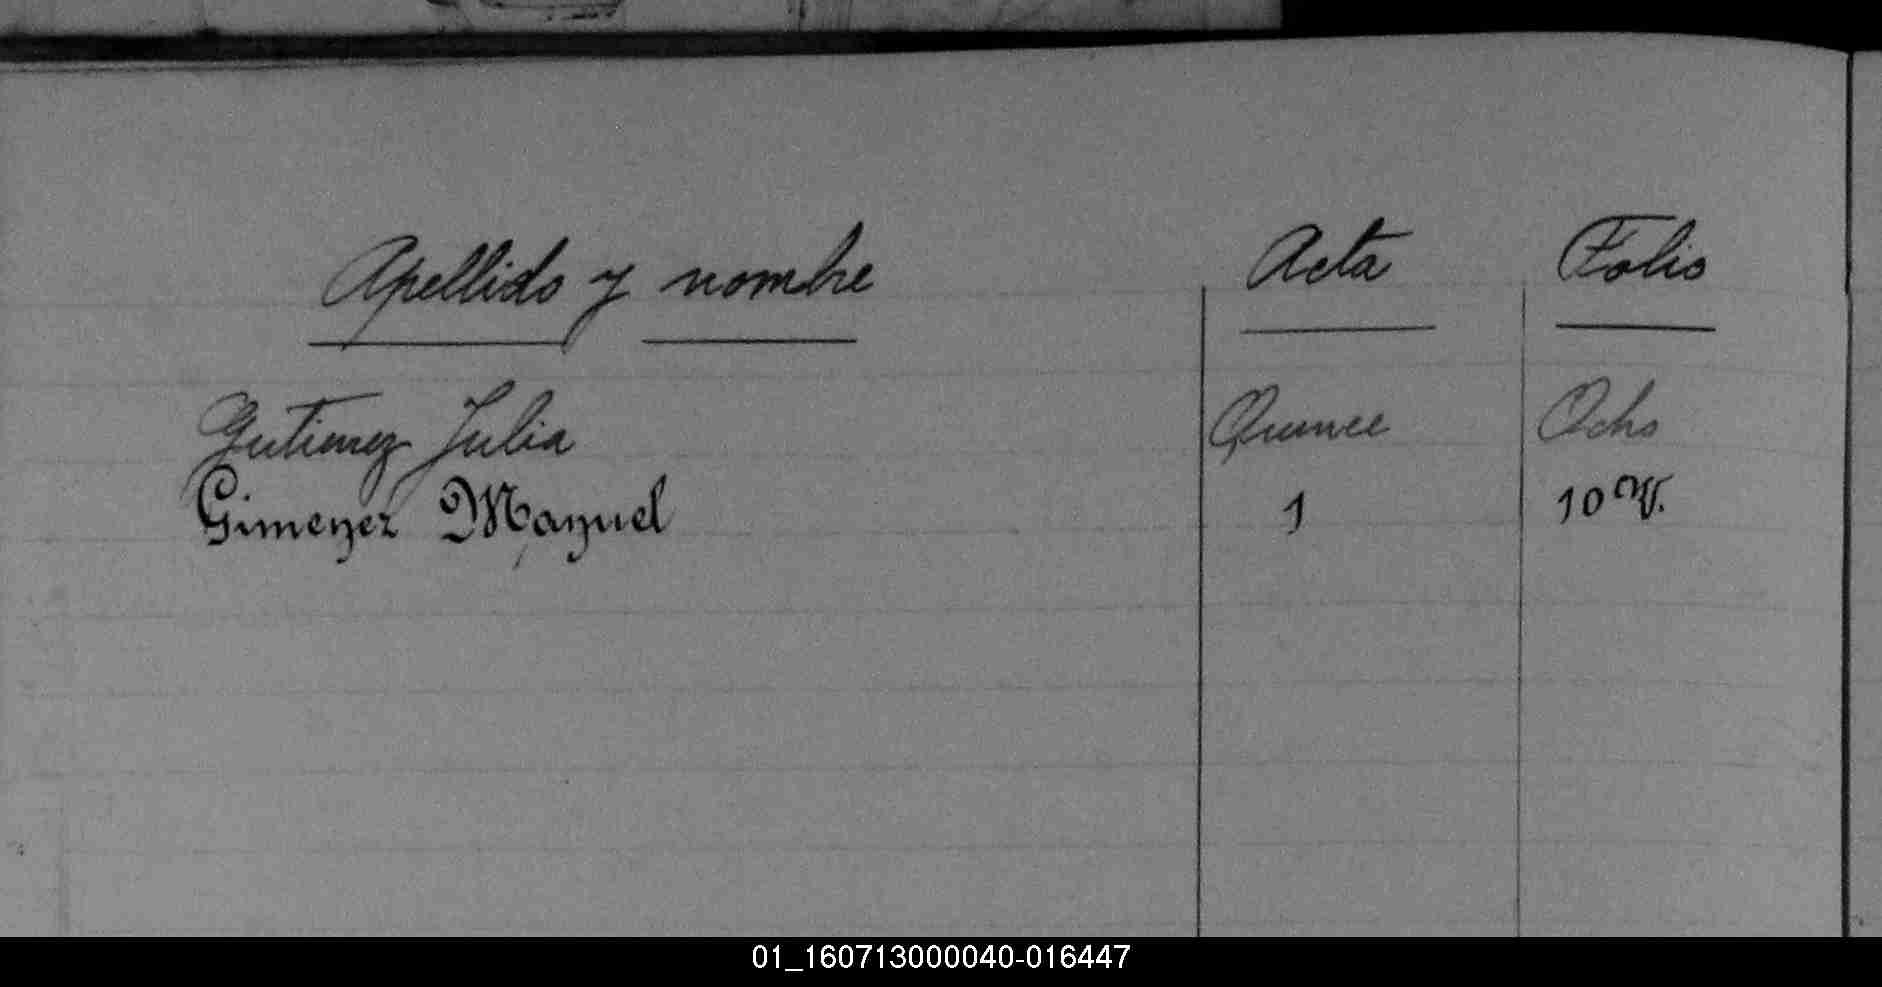 Apellido y nombre Acta Folio
Gutierrez Julia Quince Ocho
Gimenez Manuel 1 10 V.
01_160713000040-016447